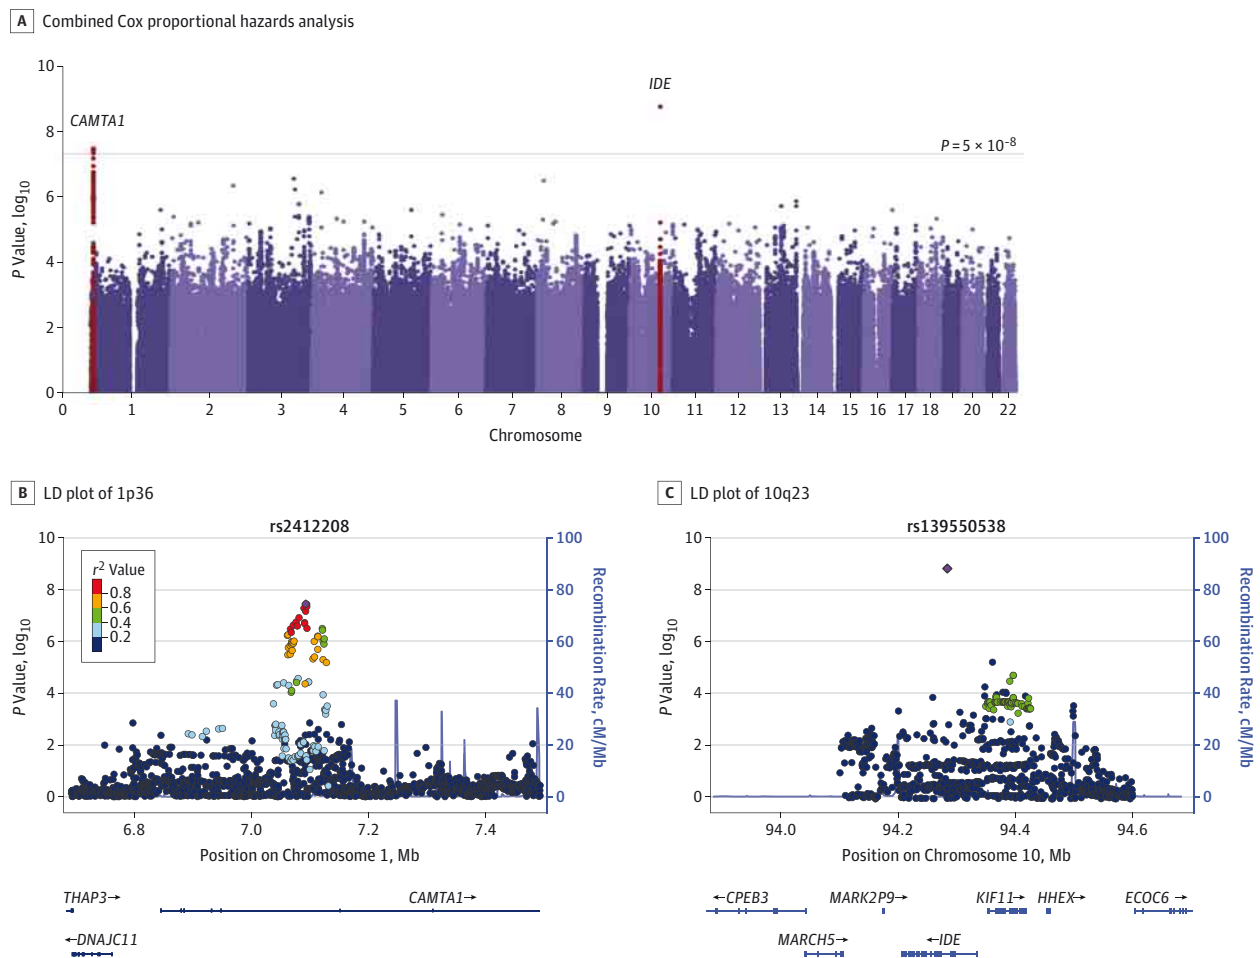 A Combined Cox proportional hazards analysis
10
8
6
4
2
0
P Value, log10
CAMTA1
IDE
P = 5 × 10-8
0 1 2 3 4 5 6 7 8 9 10 11 12 13 14 15 16 17 18 20 22
Chromosome
B LD plot of 1p36
rs2412208
r2 Value
0.8
0.6
0.4
0.2
10
8
6
4
2
0
P Value, log10
100
80
60
40
20
0
Recombination Rate, cM/Mb
6.8 7.0 7.2 7.4
Position on Chromosome 1, Mb
THAP3→ CAMTA1→
←DNAJC11
C LD plot of 10q23
rs139550538
10
8
6
4
2
0
P Value, log10
100
80
60
40
20
0
Recombination Rate, cM/Mb
94.0 94.2 94.4 94.6
Position on Chromosome 10, Mb
←CPEB3 MARK2P9→ KIF11→ HHEX→ ECOC6→
MARCH5→ ←IDE